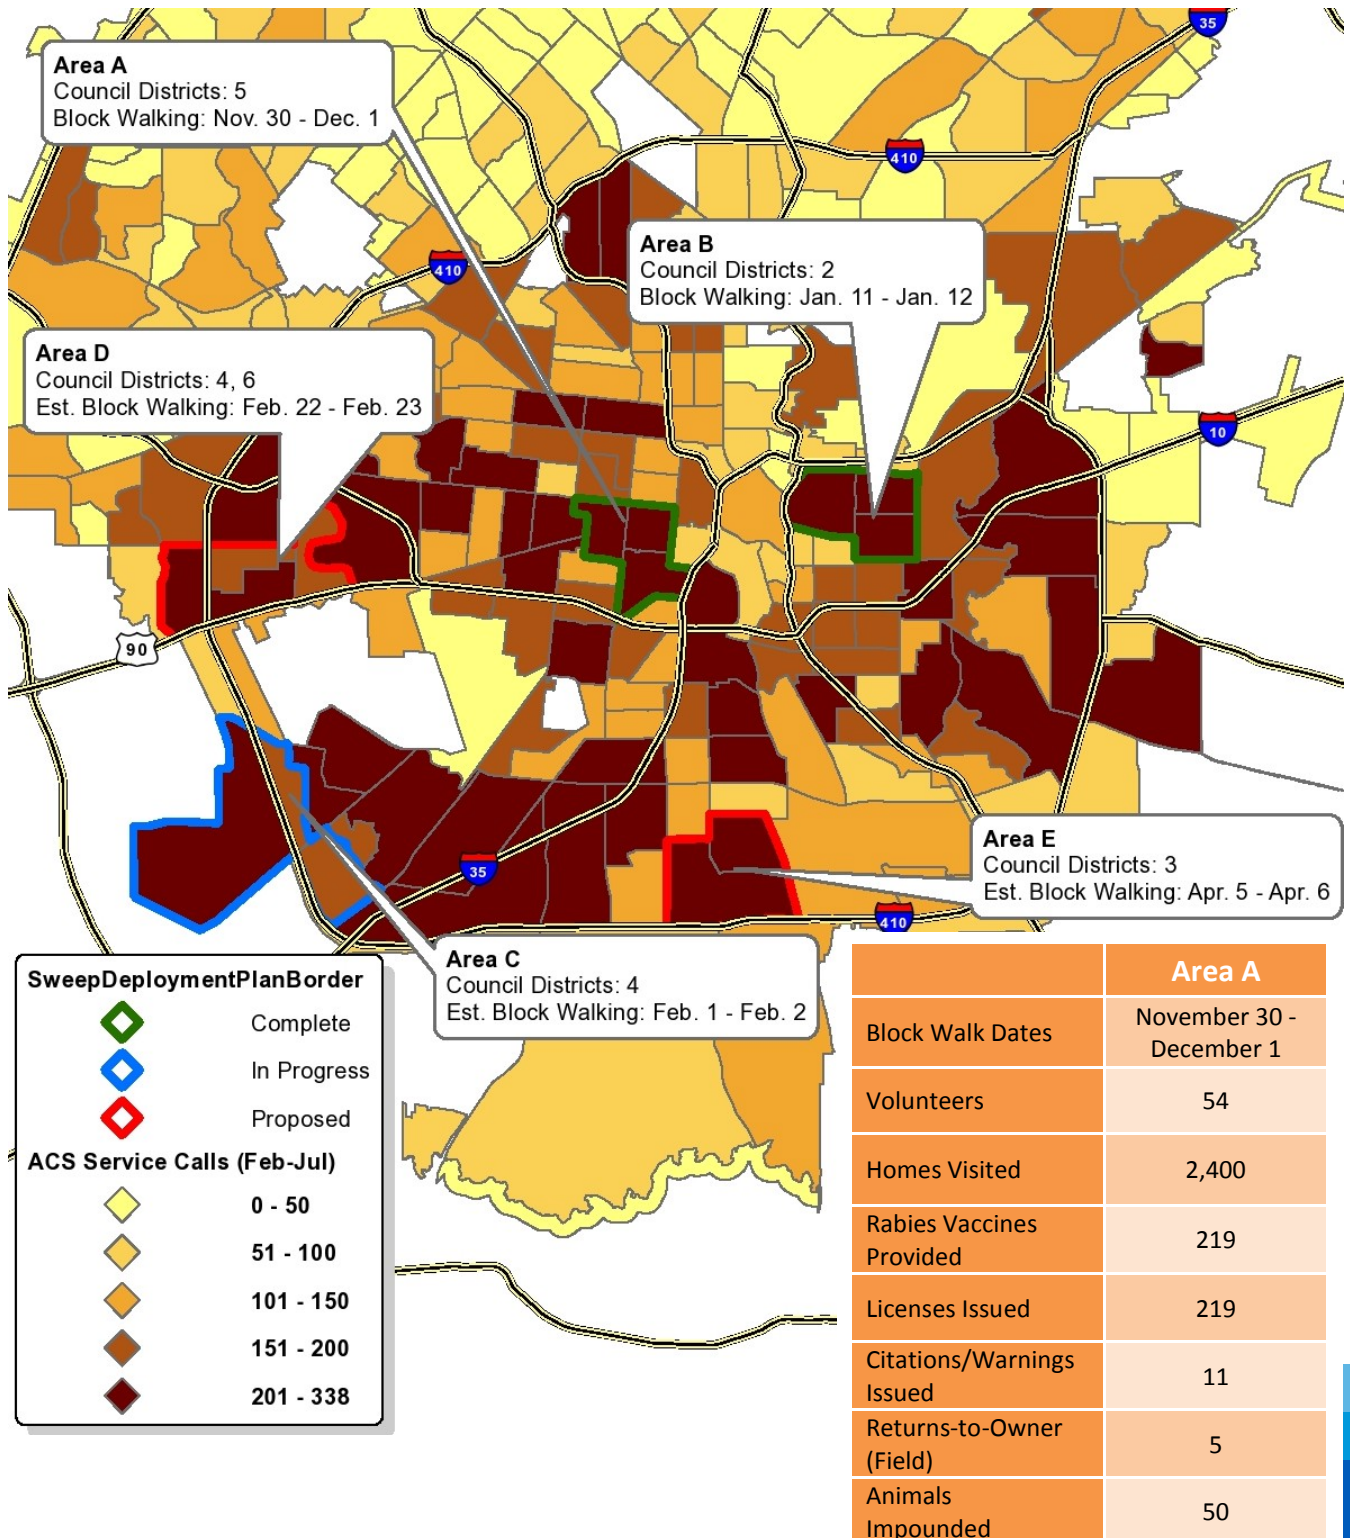 35
Area A
Council Districts: 5
Block Walking: Nov. 30 - Dec. 1
410
Area B
Council Districts: 2
Block Walking: Jan. 11 - Jan. 12
410
Area D
Council Districts: 4, 6
Est. Block Walking: Feb. 22 - Feb. 23
10
90
Area E
Council Districts: 3
Est. Block Walking: Apr. 5 - Apr. 6
35
410
Area C
Council Districts: 4
Est. Block Walking: Feb. 1 - Feb. 2
SweepDeploymentPlanBorder
Complete
In Progress
Proposed
ACS Service Calls (Feb-Jul)
0 - 50
51 - 100
101 - 150
151 - 200
201 - 338
Area A
Block Walk Dates
November 30 -
December 1
Volunteers
54
Homes Visited
2,400
Rabies Vaccines
Provided
219
Licenses Issued
219
Citations/Warnings
Issued
11
Returns-to-Owner
(Field)
5
Animals
Impounded
50